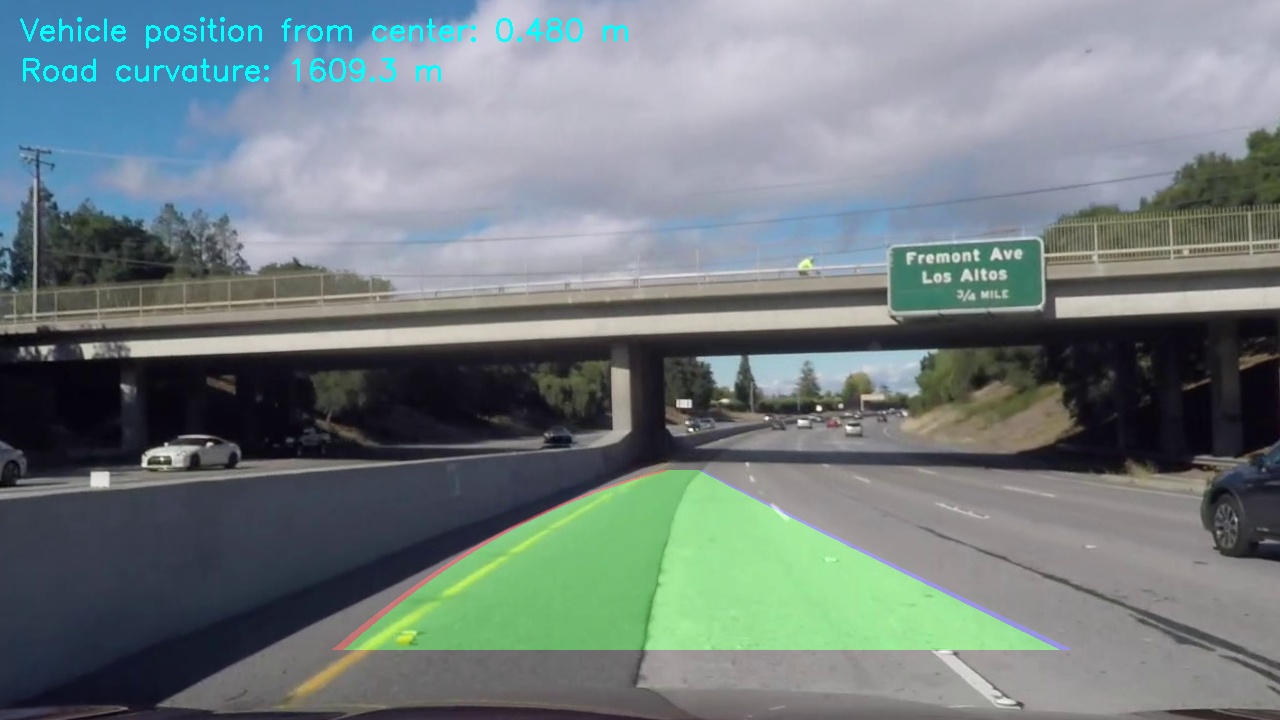 Vehicle position from center: 0.480 m
Road curvature: 1609.3 m
Fremont Ave
Los Altos
3/4 MILE